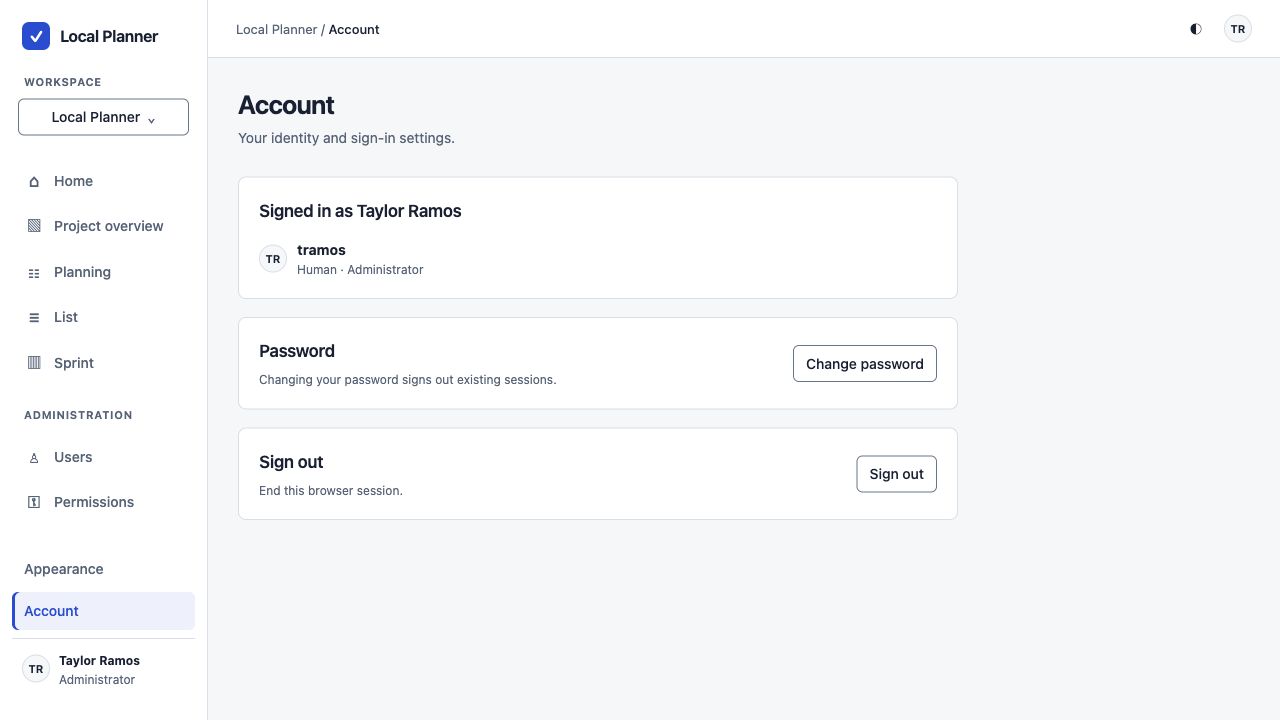 Local Planner
WORKSPACE
Local Planner
Home
Project overview
Planning
List
Sprint
ADMINISTRATION
Users
Permissions
Appearance
Account
TR
Taylor Ramos
Administrator
Local Planner / Account
TR
Account
Your identity and sign-in settings.
Signed in as Taylor Ramos
TR
tramos
Human · Administrator
Password
Changing your password signs out existing sessions.
Change password
Sign out
End this browser session.
Sign out